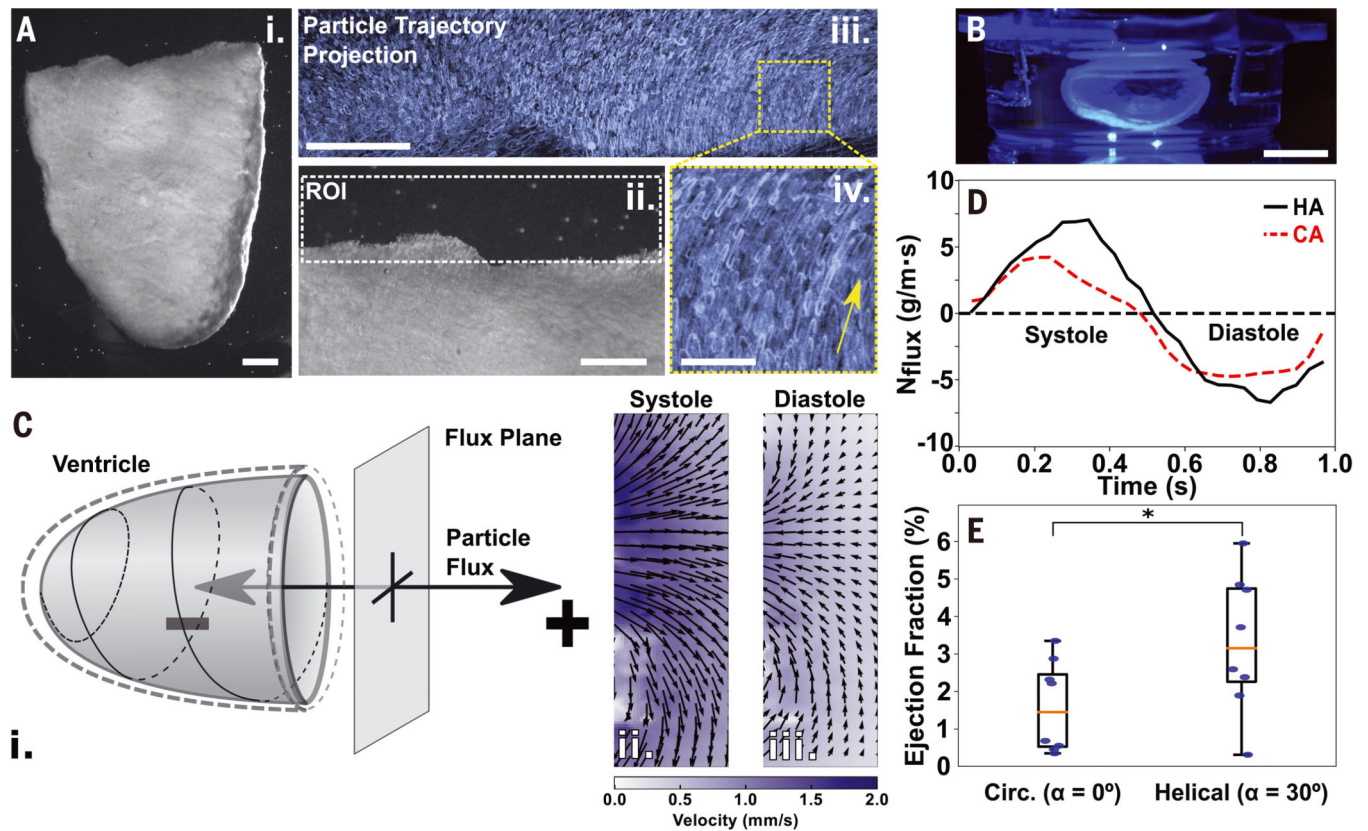 A
i.
Particle Trajectory
Projection
iii.
ROI
ii.
iv.
B
D
10
5
0
-5
-10
Nflux (g/m·s)
HA
CA
Systole
Diastole
0.0
0.2
0.4
0.6
0.8
1.0
Time (s)
C
Ventricle
Flux Plane
Particle
Flux
−
+
i.
Systole
Diastole
ii.
iii.
0.0
0.5
1.0
1.5
2.0
Velocity (mm/s)
E
*
6
5
4
3
2
1
0
Ejection Fraction (%)
Circ. (α = 0º)
Helical (α = 30º)